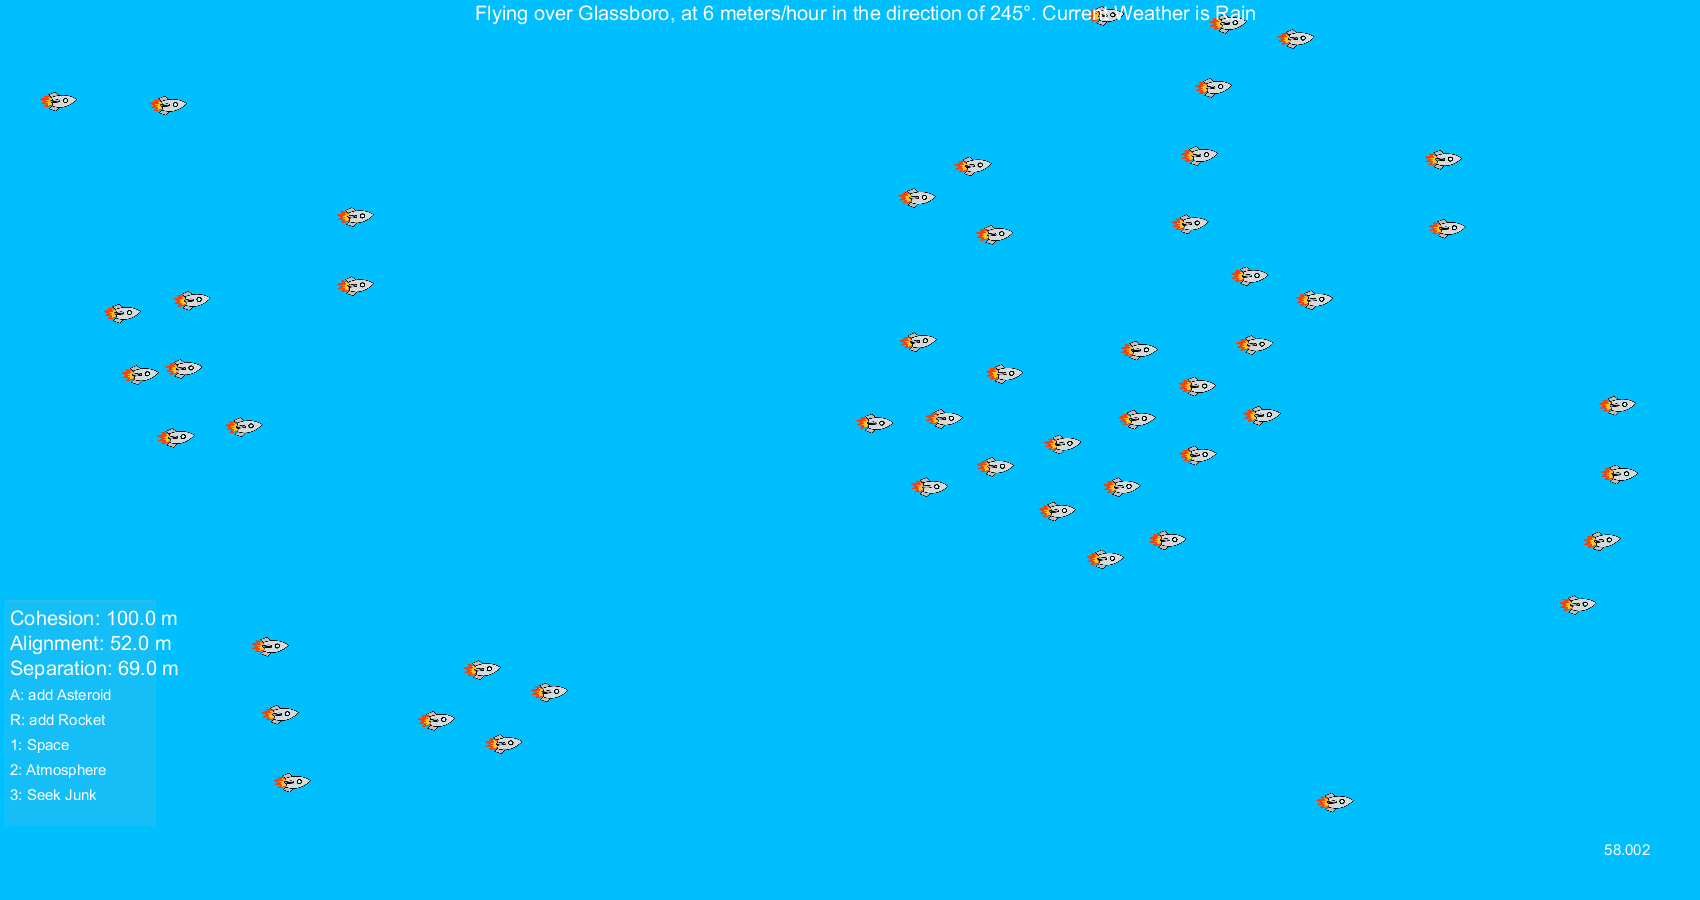 Flying over Glassboro, at 6 meters/hour in the direction of 245°. Current Weather is Rain
Cohesion: 100.0 m
Alignment: 52.0 m
Separation: 69.0 m
A: add Asteroid
R: add Rocket
1: Space
2: Atmosphere
3: Seek Junk
58.002